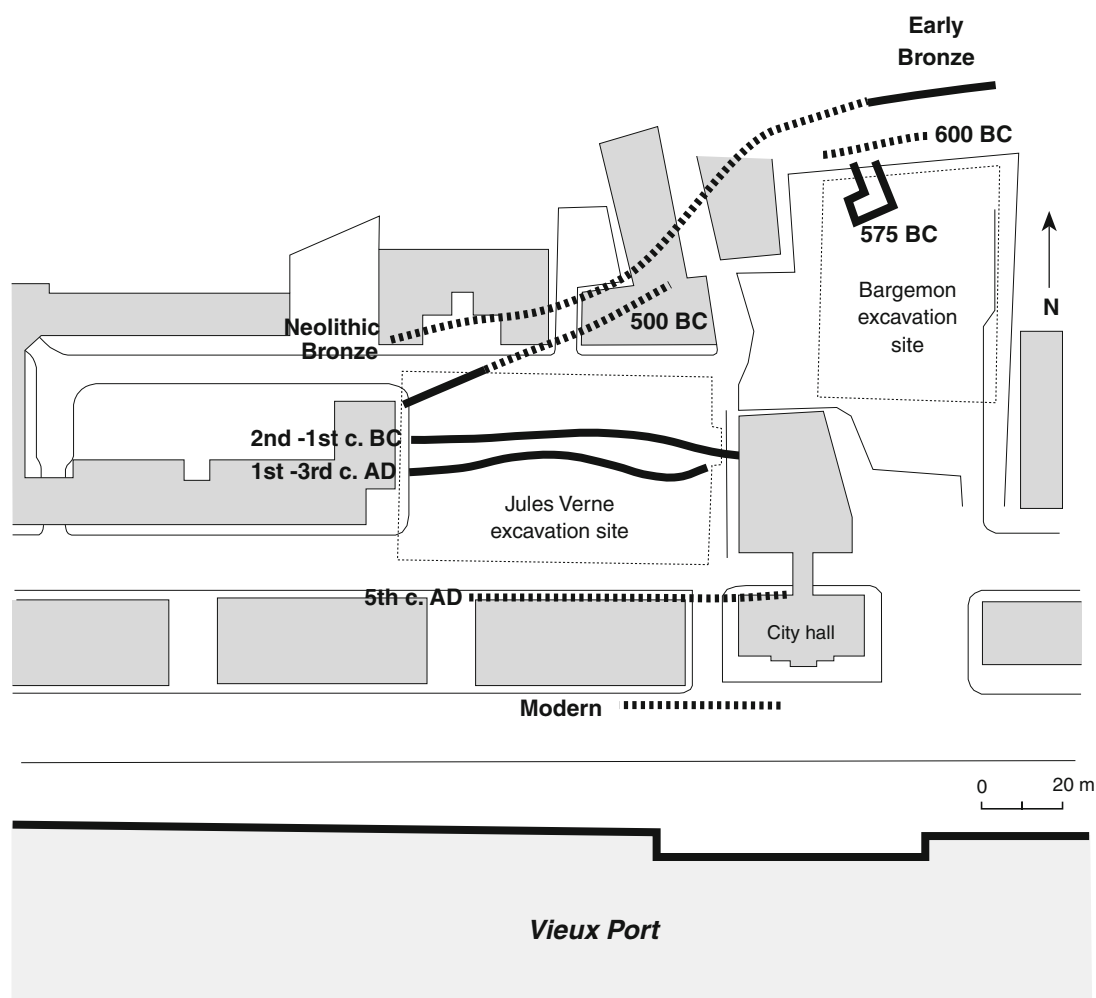 Early
Bronze
600 BC
575 BC
Bargemon
excavation
site
N
Neolithic
Bronze
500 BC
2nd -1st c. BC
1st -3rd c. AD
Jules Verne
excavation site
5th c. AD
City hall
Modern
0 20 m
Vieux Port